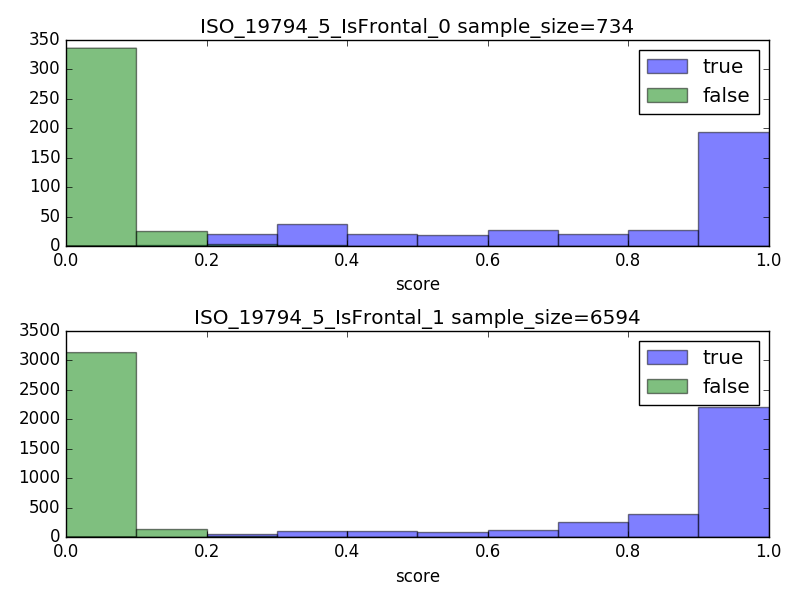 ISO_19794_5_IsFrontal_0 sample_size=734
350
300
250
200
150
100
50
0
true
false
0.0 0.2 0.4 0.6 0.8 1.0
score
ISO_19794_5_IsFrontal_1 sample_size=6594
3500
3000
2500
2000
1500
1000
500
0
true
false
0.0 0.2 0.4 0.6 0.8 1.0
score